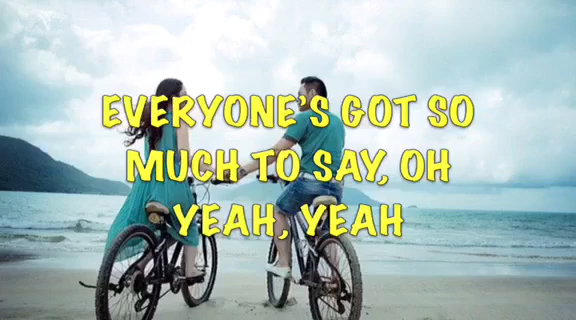 EVERYONE'S GOT SO
MUCH TO SAY, OH
YEAH, YEAH